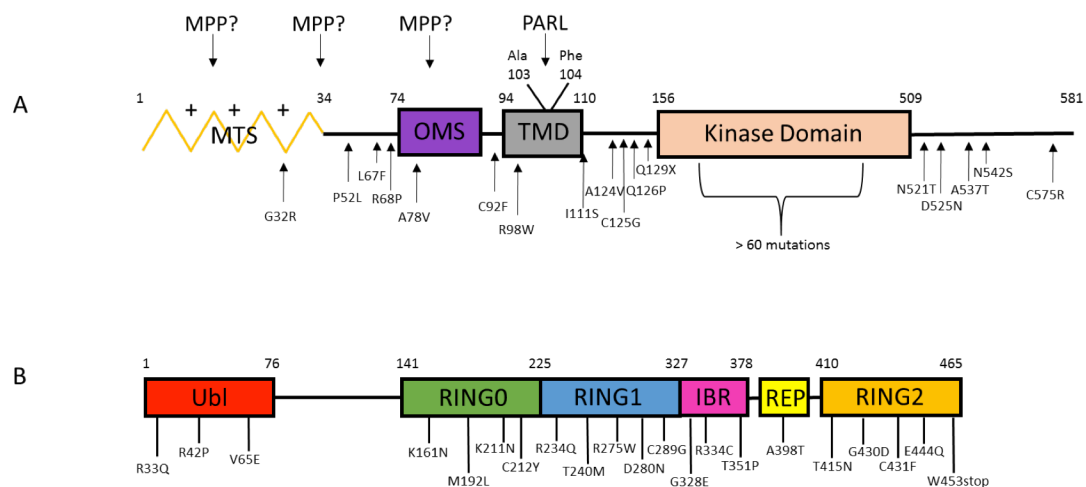 MPP? MPP? MPP? PARL
Ala Phe
103 104
A
1 34 74 94 110 156 509 581
+ + +
MTS OMS TMD Kinase Domain
G32R P52L L67F R68P A78V C92F R98W I111S A124V C125G Q126P Q129X N521T D525N A537T N542S C575R
> 60 mutations
B
1 76 141 225 327 378 410 465
Ubl RING0 RING1 IBR REP RING2
R33Q R42P V65E K161N M192L K211N C212Y R234Q T240M R275W D280N C289G G328E R334C T351P A398T T415N G430D C431F E444Q W453stop